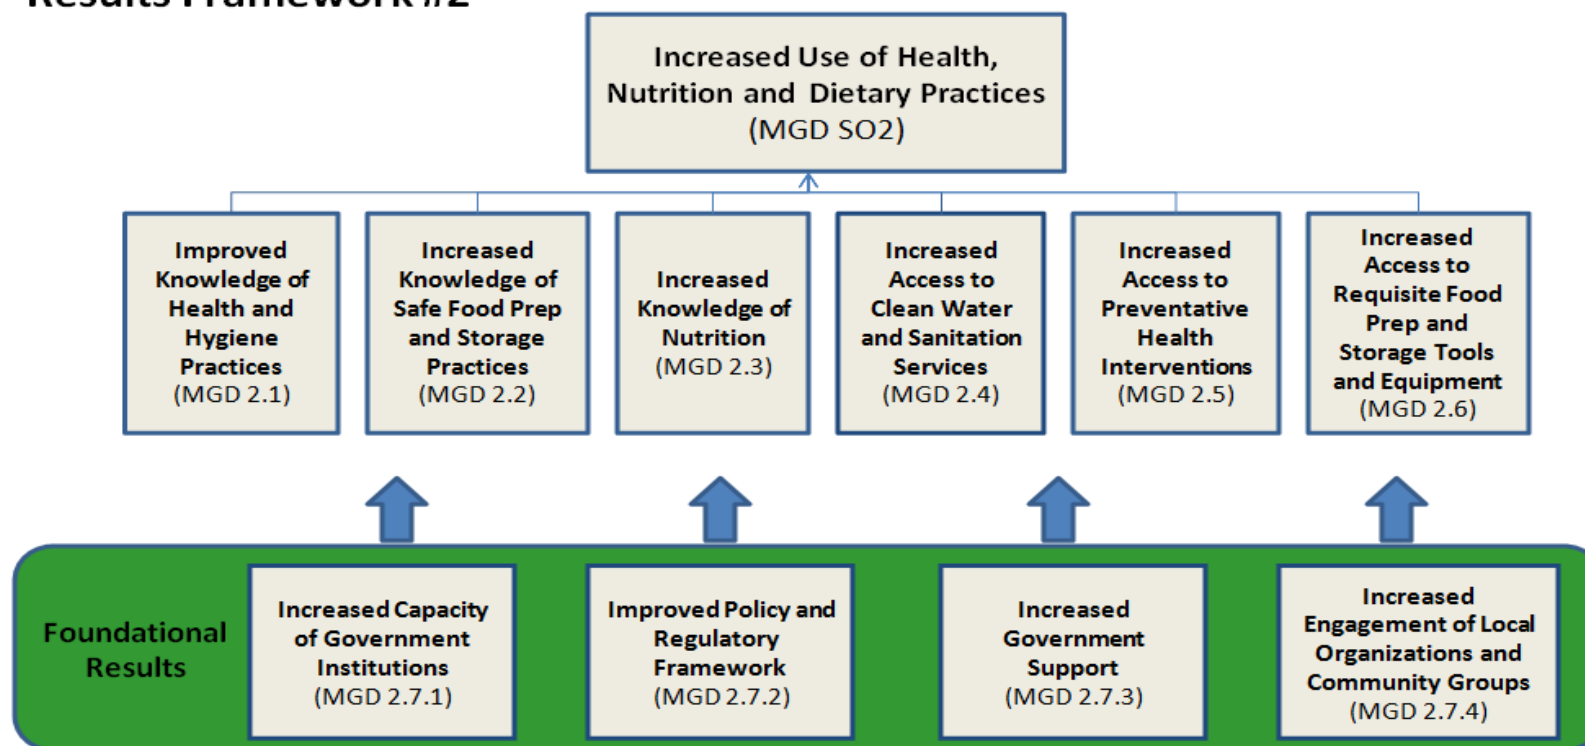 Results Framework #2
Increased Use of Health,
Nutrition and Dietary Practices
(MGD SO2)
Improved
Knowledge of
Health and
Hygiene
Practices
(MGD 2.1)
Increased
Knowledge of
Safe Food Prep
and Storage
Practices
(MGD 2.2)
Increased
Knowledge of
Nutrition
(MGD 2.3)
Increased
Access to
Clean Water
and Sanitation
Services
(MGD 2.4)
Increased
Access to
Preventative
Health
Interventions
(MGD 2.5)
Increased
Access to
Requisite Food
Prep and
Storage Tools
and Equipment
(MGD 2.6)
Foundational
Results
Increased Capacity
of Government
Institutions
(MGD 2.7.1)
Improved Policy and
Regulatory
Framework
(MGD 2.7.2)
Increased
Government
Support
(MGD 2.7.3)
Increased
Engagement of Local
Organizations and
Community Groups
(MGD 2.7.4)